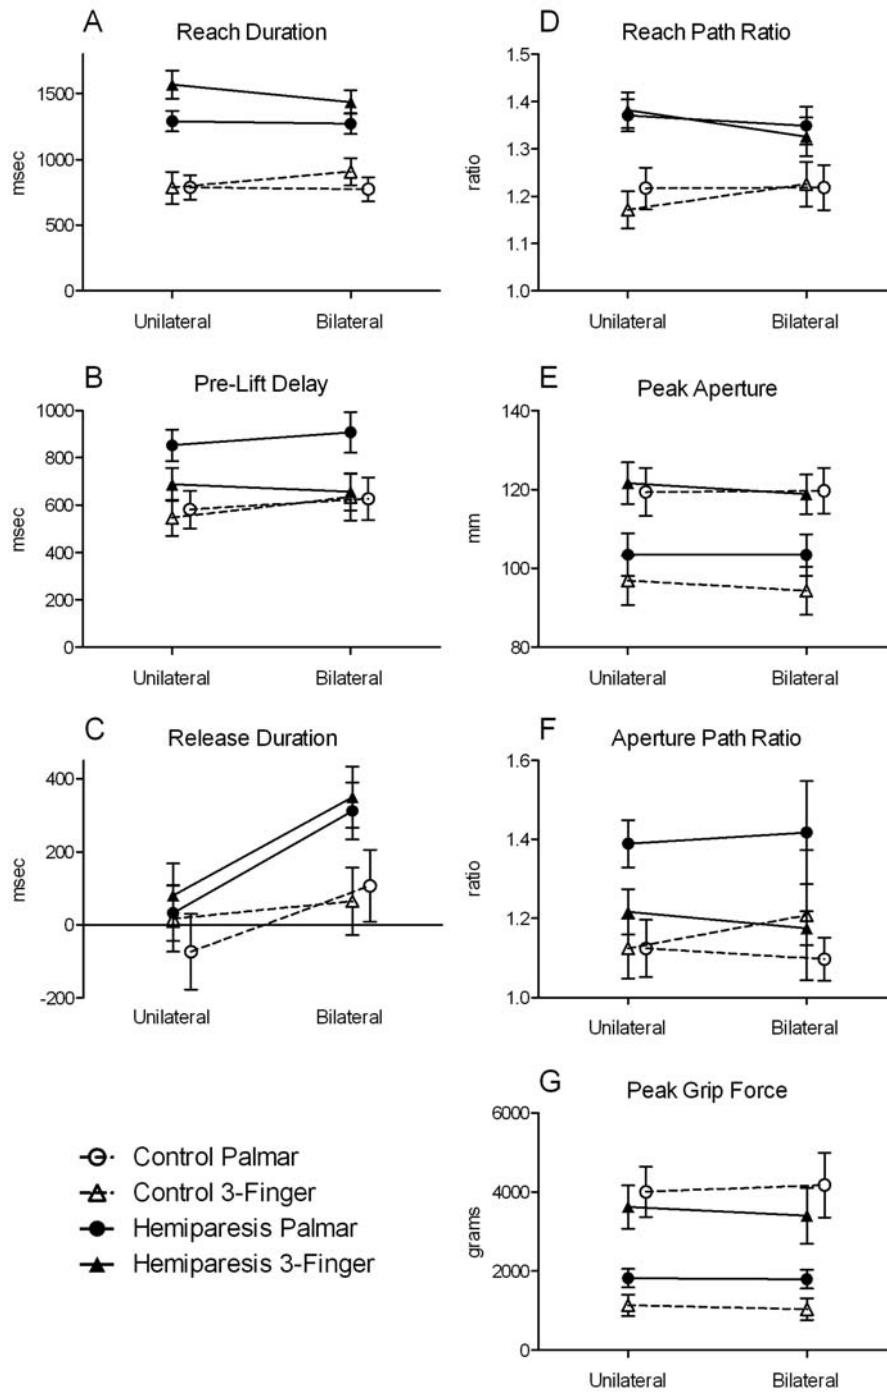 A
Reach Duration
msec
1500
1000
500
0
Unilateral
Bilateral
B
Pre-Lift Delay
msec
1000
800
600
400
200
0
Unilateral
Bilateral
C
Release Duration
msec
400
200
0
-200
Unilateral
Bilateral
Control Palmar
Control 3-Finger
Hemiparesis Palmar
Hemiparesis 3-Finger
D
Reach Path Ratio
ratio
1.5
1.4
1.3
1.2
1.1
1.0
Unilateral
Bilateral
E
Peak Aperture
mm
140
120
100
80
Unilateral
Bilateral
F
Aperture Path Ratio
ratio
1.6
1.4
1.2
1.0
Unilateral
Bilateral
G
Peak Grip Force
grams
6000
4000
2000
0
Unilateral
Bilateral